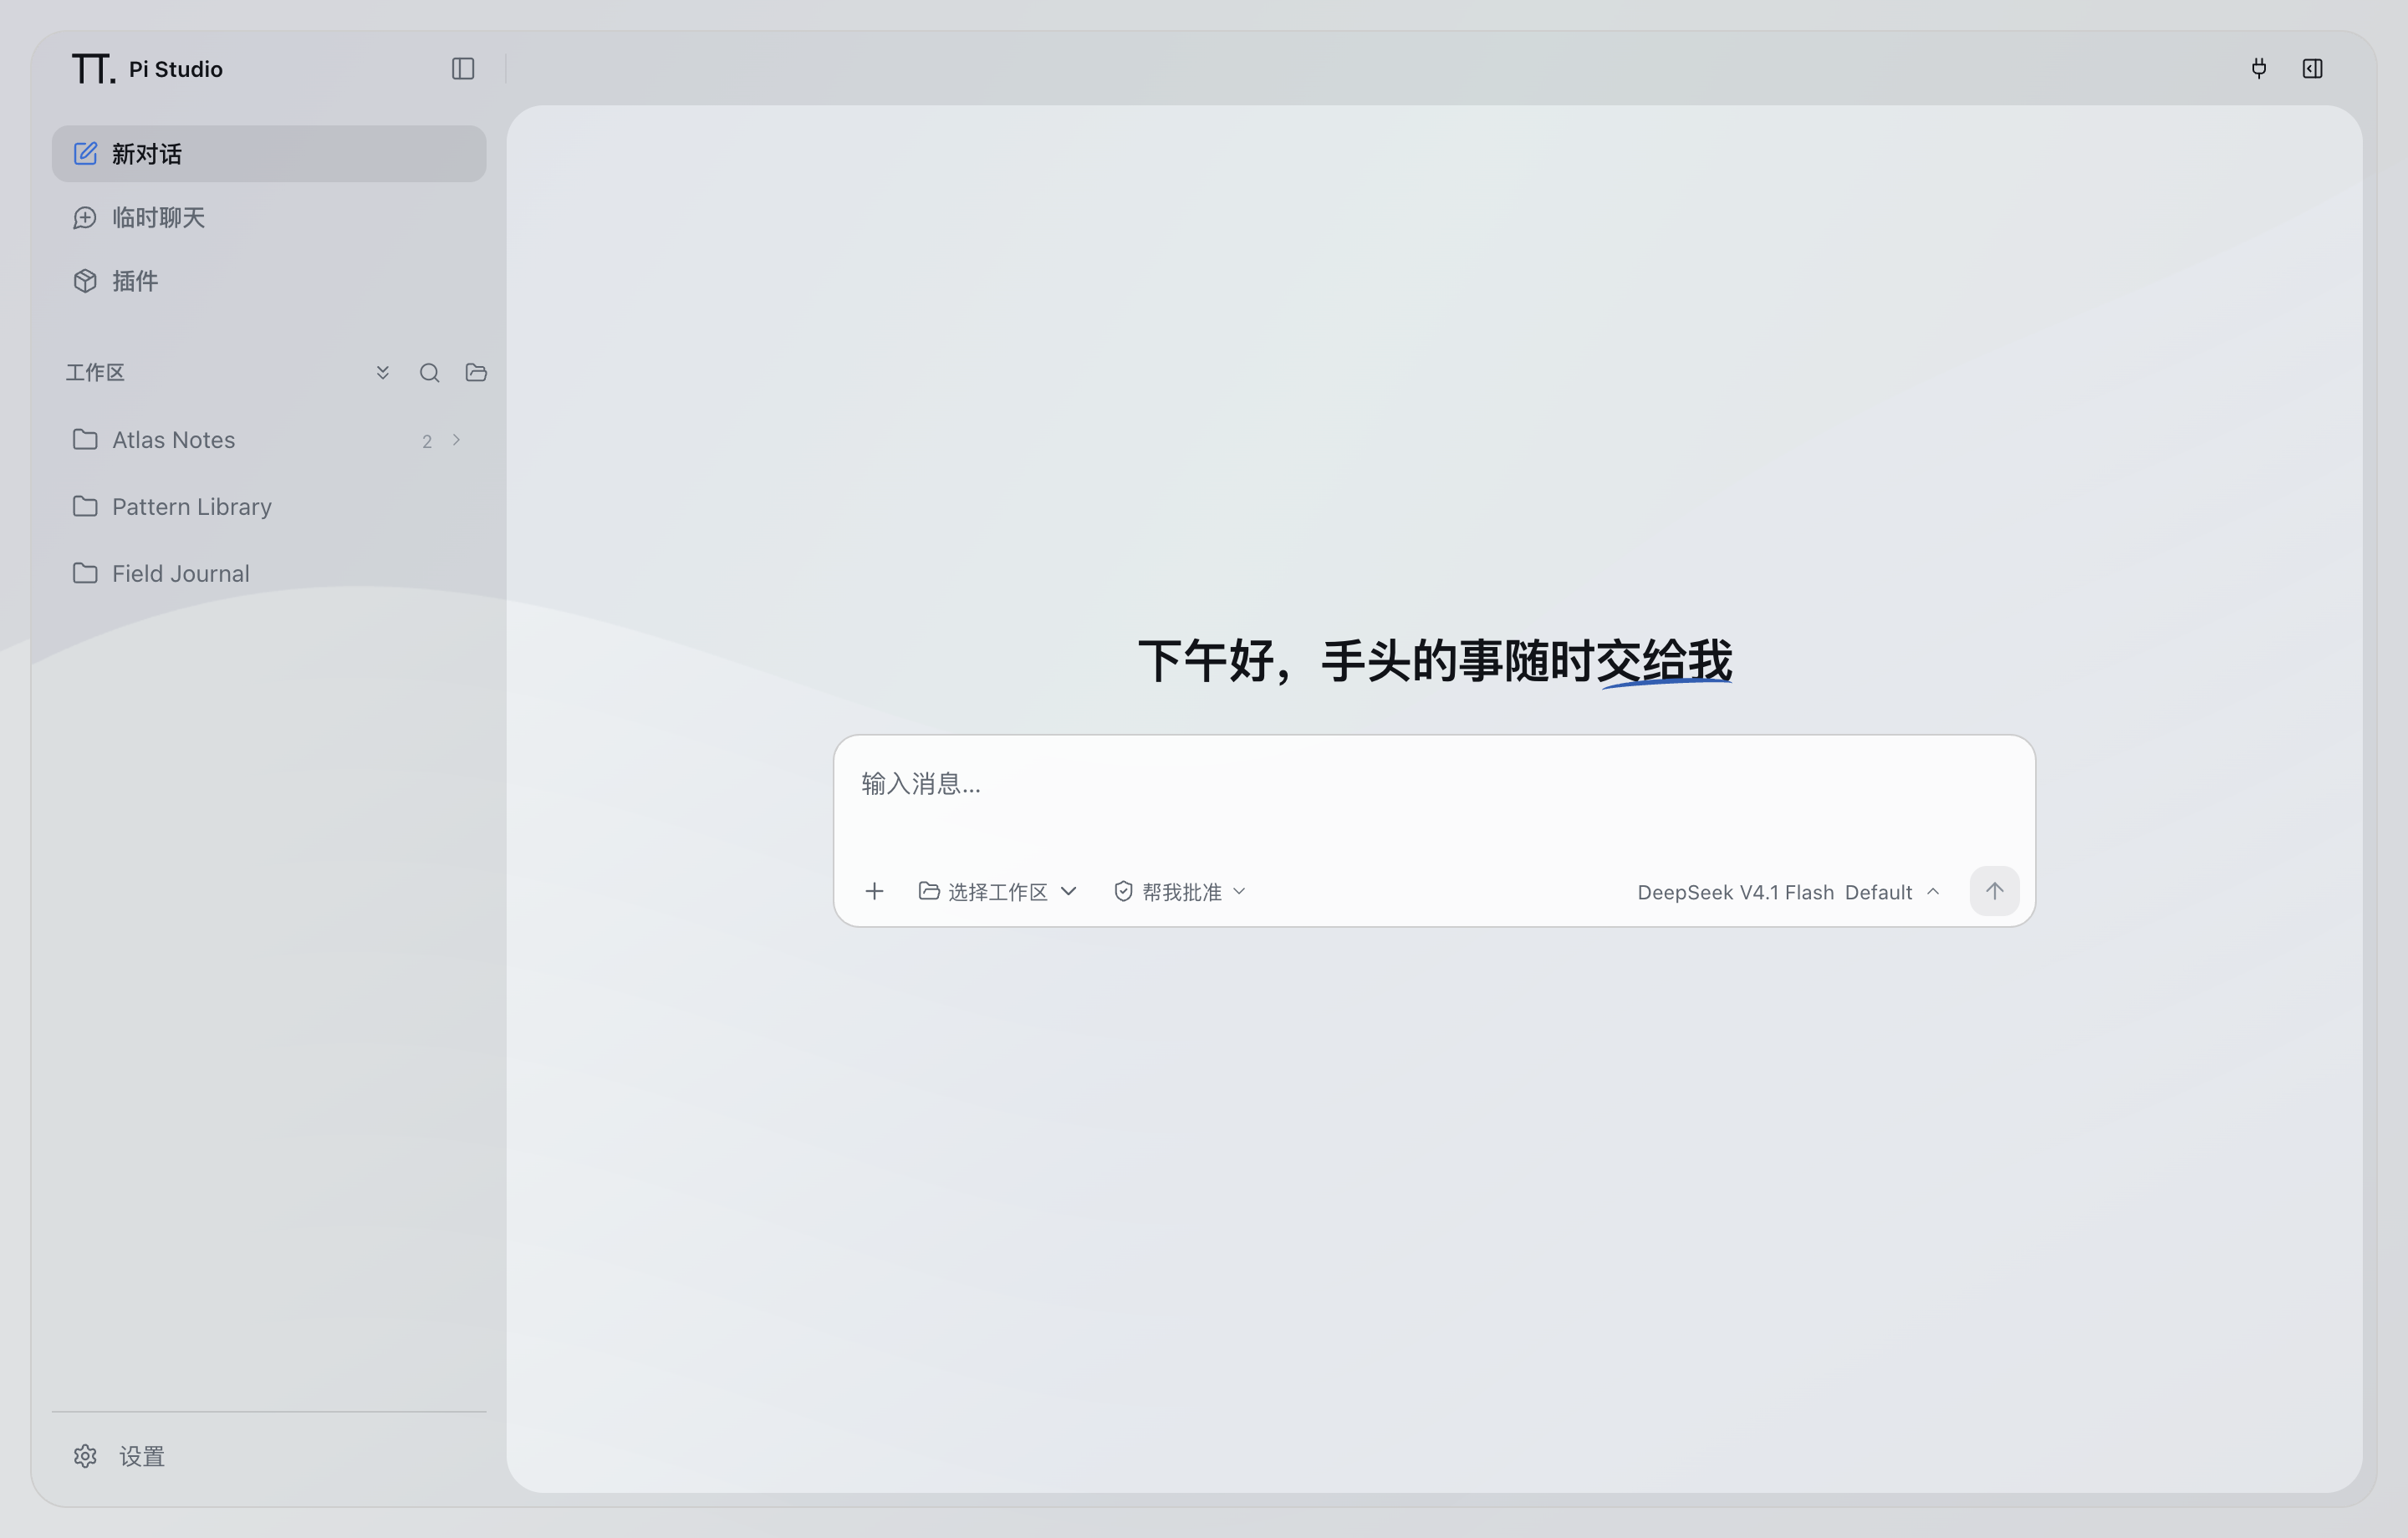 Pi Studio
新对话
临时聊天
插件
工作区
Atlas Notes 2
Pattern Library
Field Journal
设置
下午好，手头的事随时交给我
输入消息...
选择工作区 帮我批准 DeepSeek V4.1 Flash Default